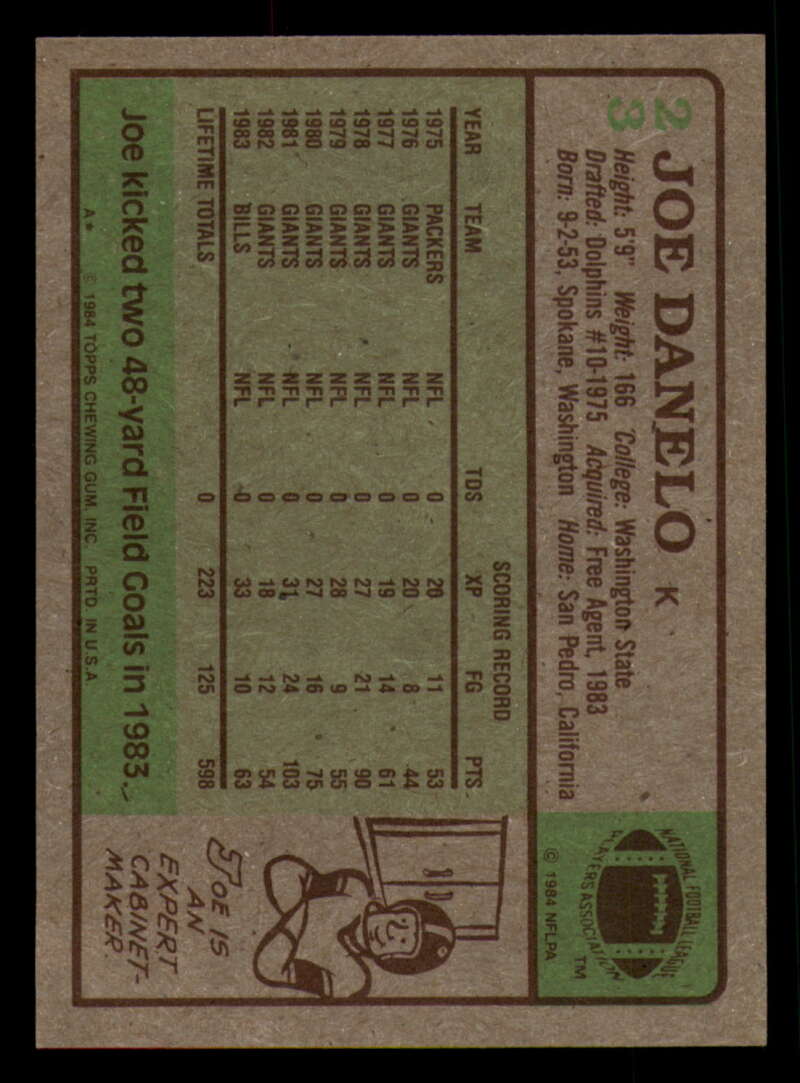 23 JOE DANELO K
Height: 5'9" Weight: 166 College: Washington State
Drafted: Dolphins #10-1975 Acquired: Free Agent, 1983
Born: 9-2-53, Spokane, Washington Home: San Pedro, California
NATIONAL FOOTBALL LEAGUE
PLAYERS ASSOCIATION
TM
© 1984 NFLPA
SCORING RECORD
YEAR TEAM TDS XP FG PTS.
1975 PACKERS NFL 0 20 11 53
1976 GIANTS NFL 0 20 8 44
1977 GIANTS NFL 0 19 14 61
1978 GIANTS NFL 0 27 21 90
1979 GIANTS NFL 0 28 9 55
1980 GIANTS NFL 0 27 16 75
1981 GIANTS NFL 0 31 24 103
1982 GIANTS NFL 0 18 12 54
1983 BILLS NFL 0 33 10 63
LIFETIME TOTALS 0 223 125 598
Joe kicked two 48-yard Field Goals in 1983.
A* © 1984 TOPPS CHEWING GUM, INC. PRTD. IN U.S.A.
JOE IS
AN
EXPERT
CABINET-
MAKER.